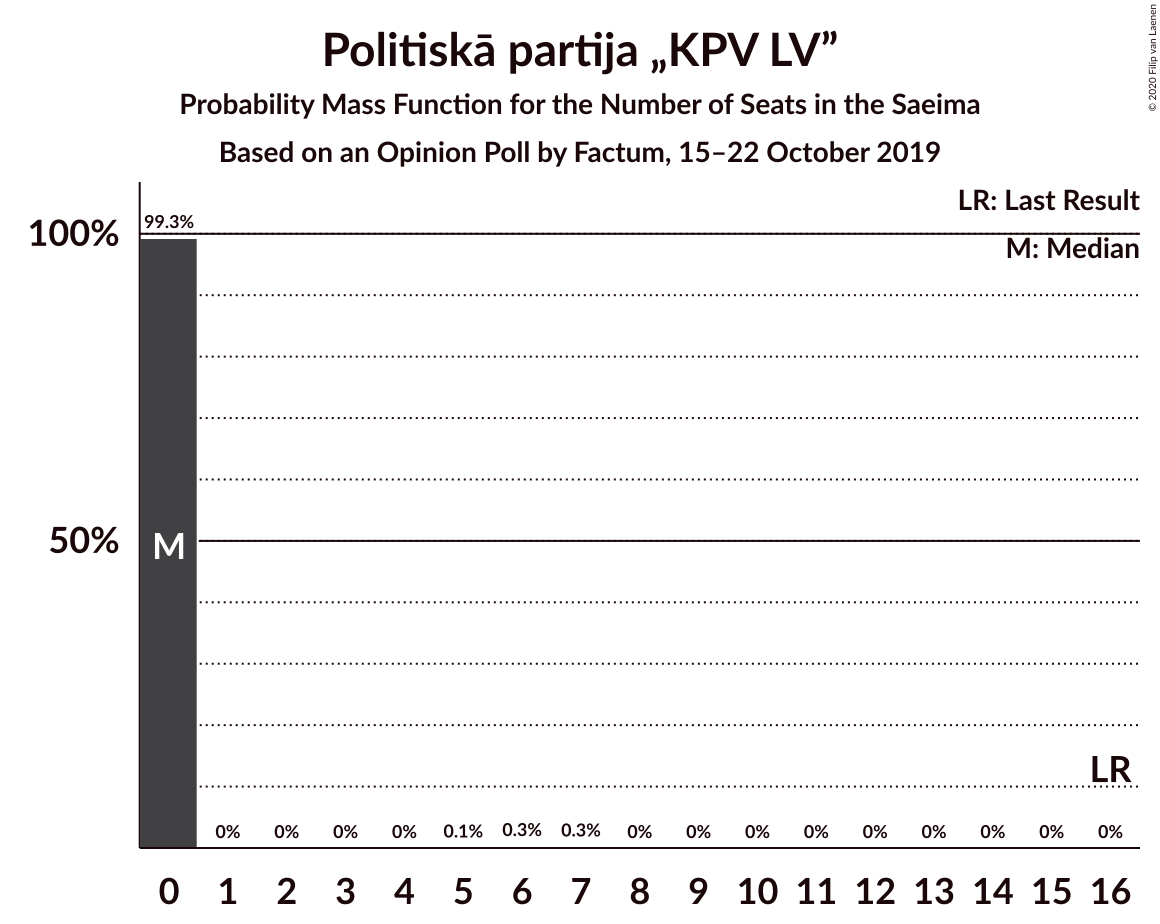 Politiskā partija „KPV LV”
Probability Mass Function for the Number of Seats in the Saeima
Based on an Opinion Poll by Factum, 15–22 October 2019
© 2020 Filip van Laenen
LR: Last Result
M: Median
100%
50%
99.3%
M
LR
0% 0% 0% 0% 0.1% 0.3% 0.3% 0% 0% 0% 0% 0% 0% 0% 0% 0%
0 1 2 3 4 5 6 7 8 9 10 11 12 13 14 15 16